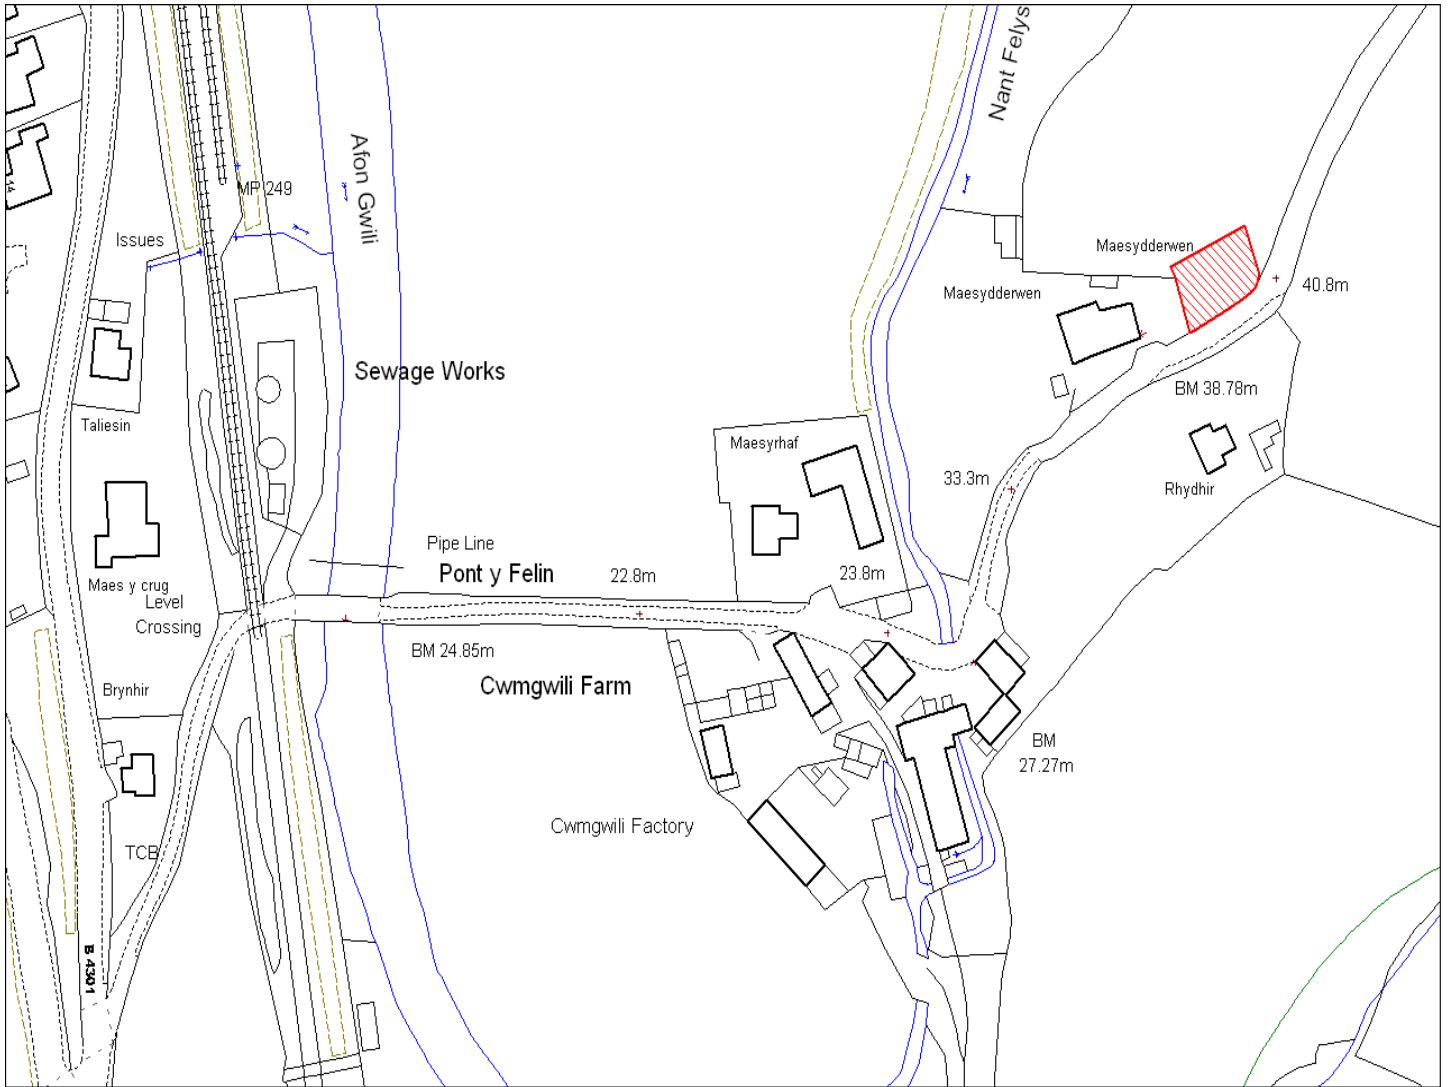 Nant Felys
Afon Gwili
14
MP 249
Issues
Maesydderwen
40.8m
Maesydderwen
Sewage Works
BM 38.78m
Taliesin
Maesyrhaf
33.3m
Rhydhir
Pipe Line
Pont y Felin
22.8m
23.8m
Maes y crug
Level
Crossing
BM 24.85m
Cwmgwili Farm
Brynhir
BM
27.27m
Cwmgwili Factory
TCB
B 4301